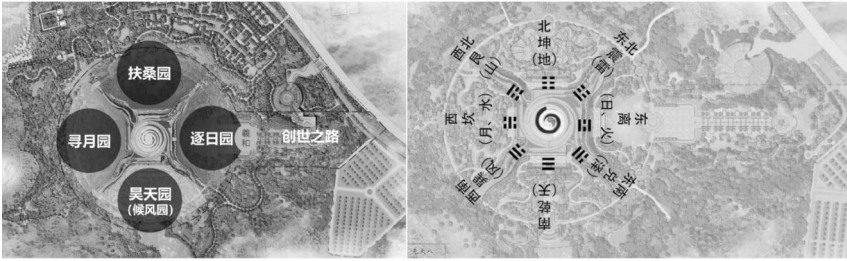 扶桑园
寻月园
逐日园
羲和
创世之路
昊天园
(候风园)
北
坤
(地)
西北
艮
(山)
东北
震
(雷)
西
坎
(月、水)
东
离
(日、火)
西南
巽
(风)
东南
兑
(泽)
南
乾
(天)